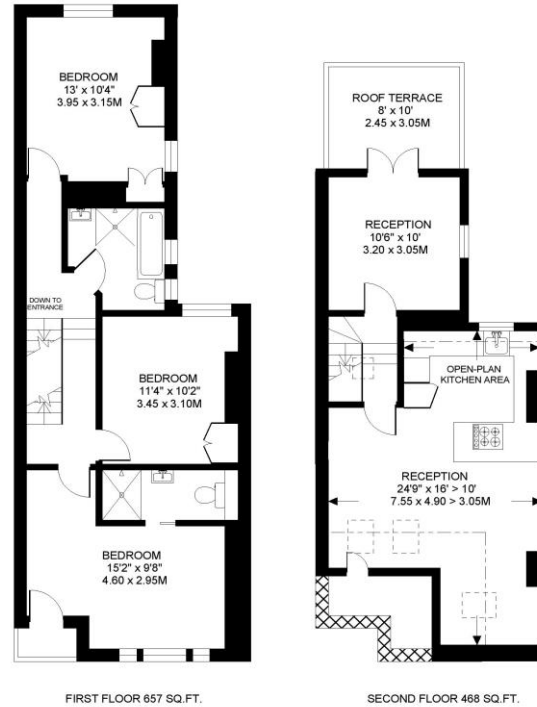 BEDROOM
13' x 10'4"
3.95 x 3.15M
DOWN TO
ENTRANCE
BEDROOM
11'4" x 10'2"
3.45 x 3.10M
BEDROOM
15'2" x 9'8"
4.60 x 2.95M
FIRST FLOOR 657 SQ.FT.
ROOF TERRACE
8' x 10'
2.45 x 3.05M
RECEPTION
10'6" x 10'
3.20 x 3.05M
OPEN-PLAN
KITCHEN AREA
RECEPTION
24'9" x 16' > 10'
7.55 x 4.90 > 3.05M
SECOND FLOOR 468 SQ.FT.